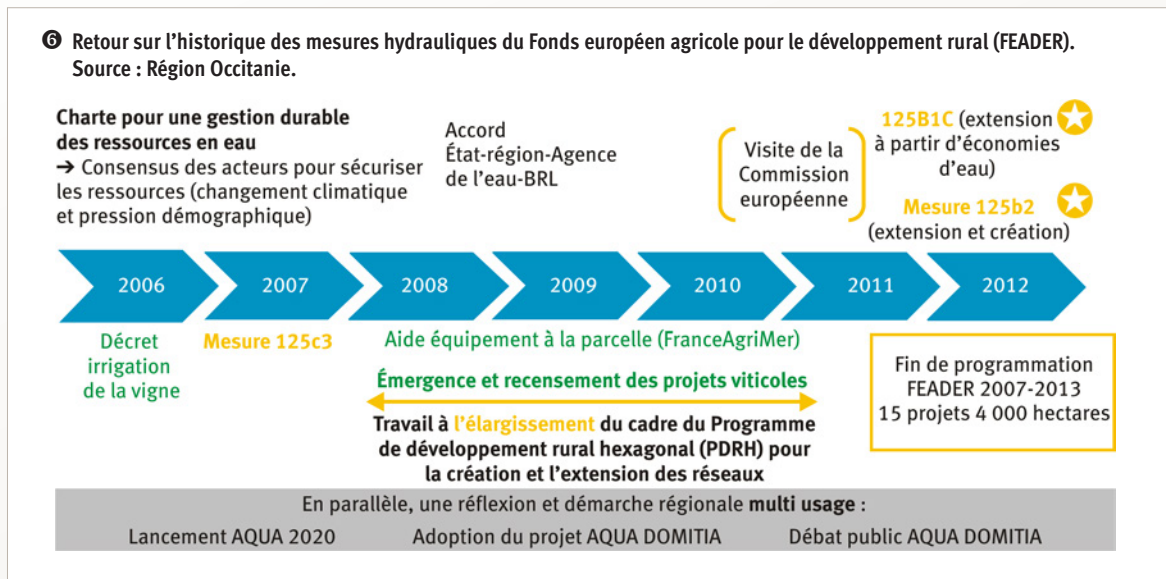 ❻ Retour sur l’historique des mesures hydrauliques du Fonds européen agricole pour le développement rural (FEADER).
Source : Région Occitanie.
Charte pour une gestion durable
des ressources en eau
→ Consensus des acteurs pour sécuriser
les ressources (changement climatique
et pression démographique)
Accord
État-région-Agence
de l’eau-BRL
Visite de la
Commission
européenne
125B1C (extension
à partir d’économies
d’eau)
Mesure 125b2
(extension et création)
2006
2007
2008
2009
2010
2011
2012
Décret
irrigation
de la vigne
Mesure 125c3
Aide équipement à la parcelle (FranceAgriMer)
Émergence et recensement des projets viticoles
Travail à l’élargissement du cadre du Programme
de développement rural hexagonal (PDRH) pour
la création et l’extension des réseaux
Fin de programmation
FEADER 2007-2013
15 projets 4 000 hectares
En parallèle, une réflexion et démarche régionale multi usage :
Lancement AQUA 2020
Adoption du projet AQUA DOMITIA
Débat public AQUA DOMITIA